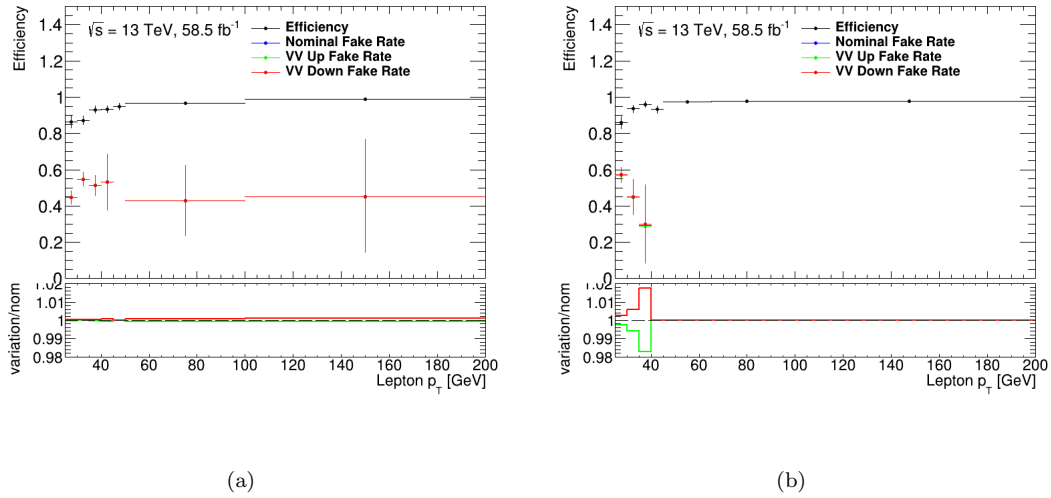 Efficiency
1.4
1.2
1
0.8
0.6
0.4
0.2
0
√s = 13 TeV, 58.5 fb⁻¹
Efficiency
Nominal Fake Rate
VV Up Fake Rate
VV Down Fake Rate
variation/nom
1.02
1.01
1
0.99
0.98
40 60 80 100 120 140 160 180 200
Lepton p_T [GeV]
(a)
Efficiency
1.4
1.2
1
0.8
0.6
0.4
0.2
0
√s = 13 TeV, 58.5 fb⁻¹
Efficiency
Nominal Fake Rate
VV Up Fake Rate
VV Down Fake Rate
variation/nom
1.02
1.01
1
0.99
0.98
40 60 80 100 120 140 160 180 200
Lepton p_T [GeV]
(b)